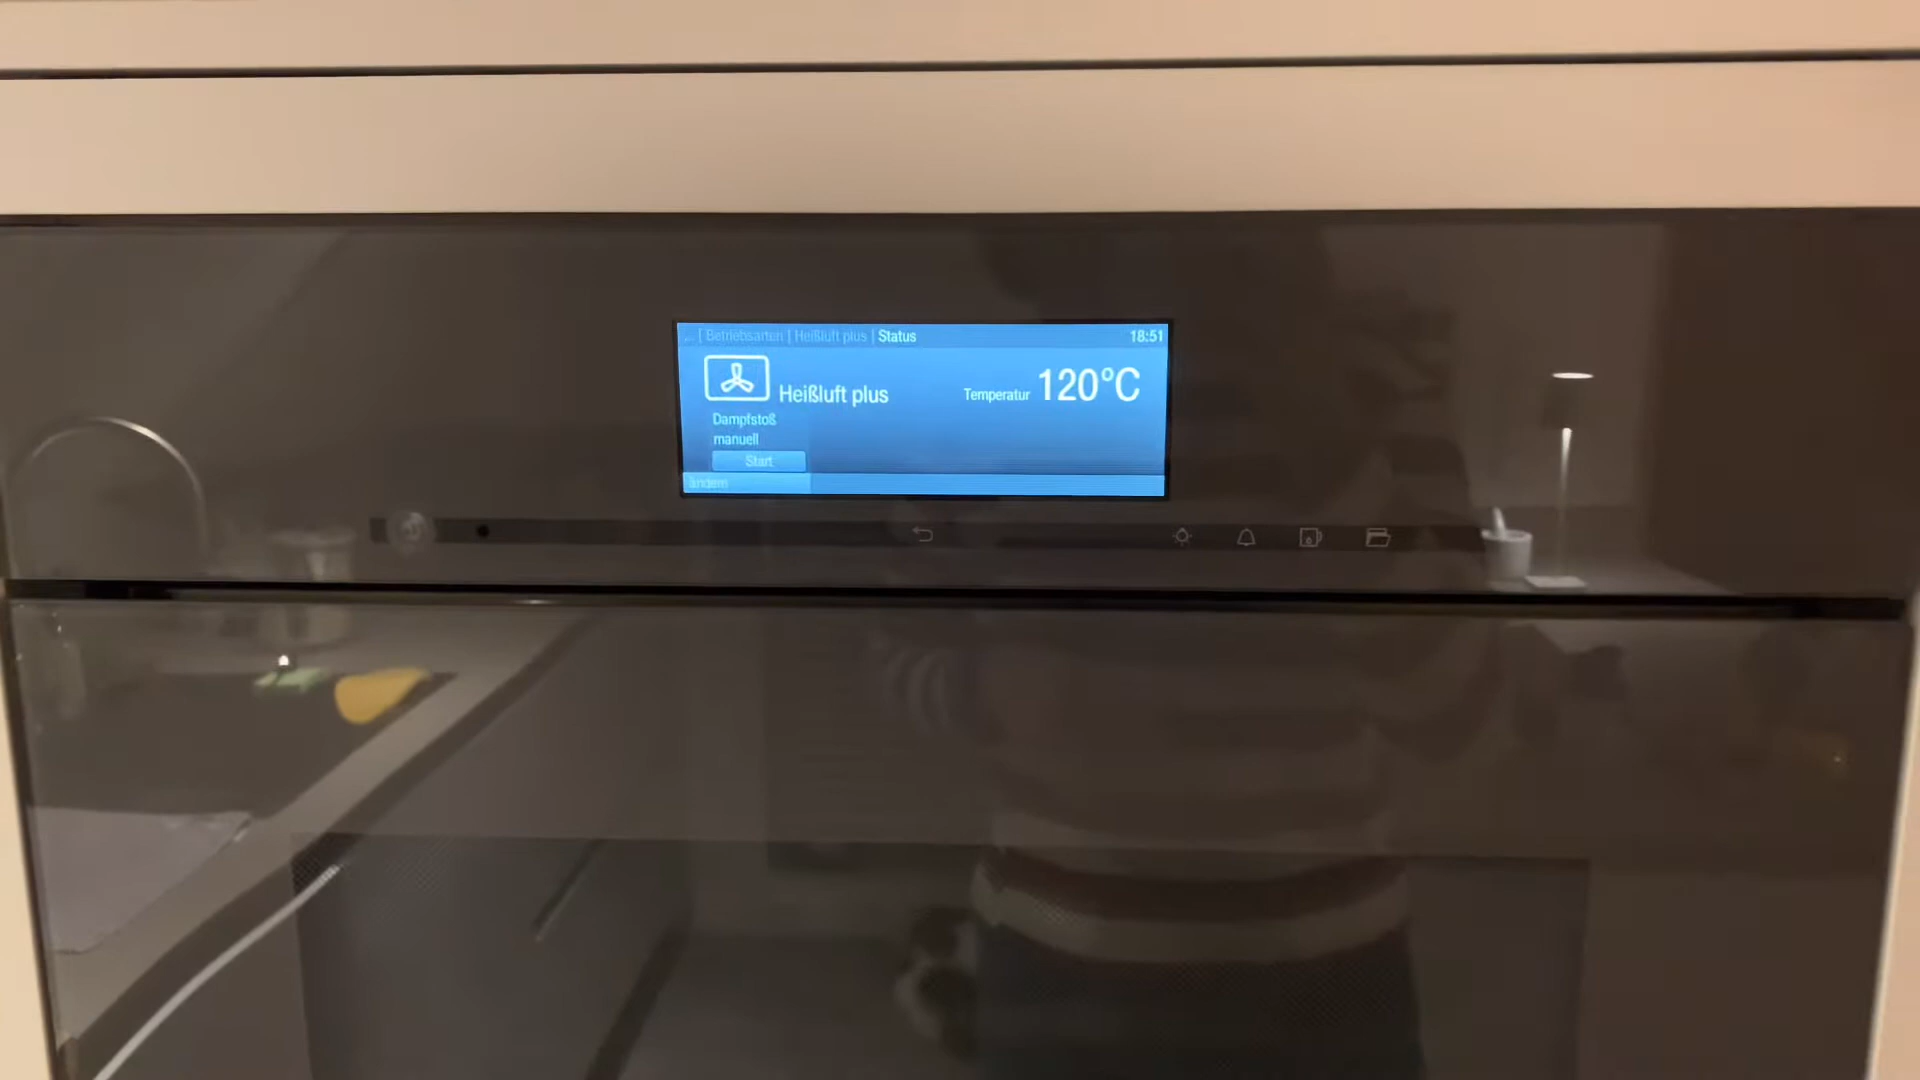 ... | Betriebsarten | Heißluft plus | Status 18:51
Heißluft plus Temperatur 120°C
Dampfstoß
manuell
Start
ändern